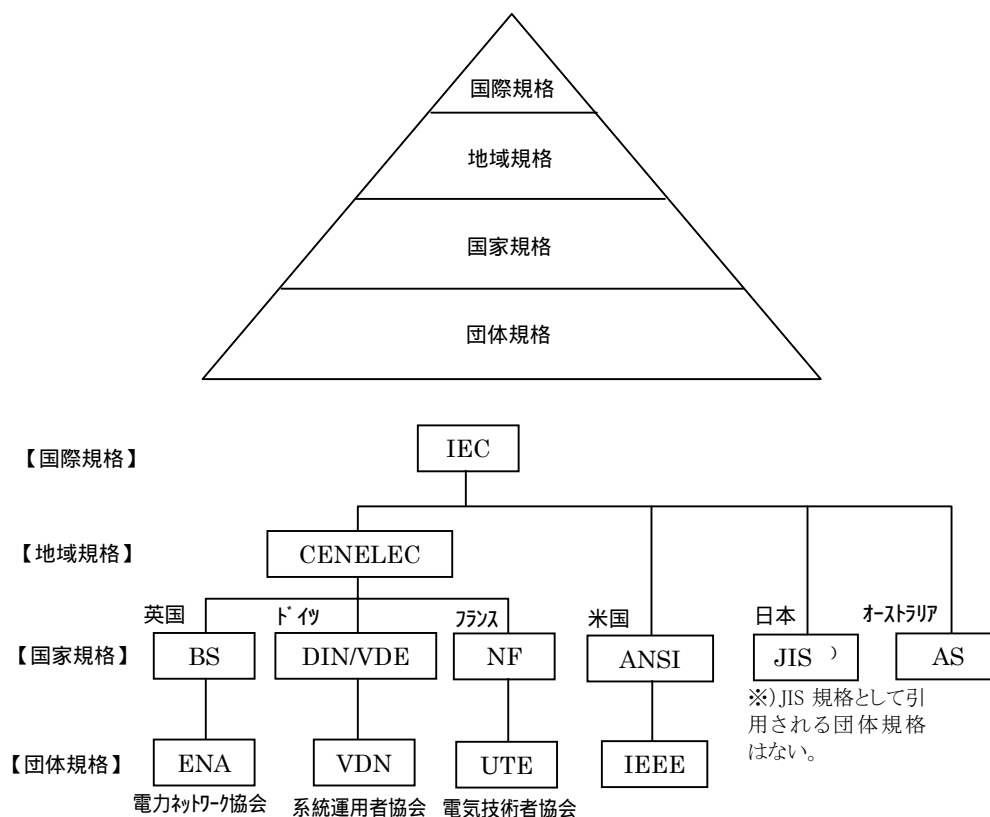 国際規格
地域規格
国家規格
団体規格
【国際規格】
IEC
【地域規格】
CENELEC
英国
ドイツ
フランス
米国
日本
オーストラリア
【国家規格】
BS
DIN/VDE
NF
ANSI
JIS ）
AS
※）JIS 規格として引
用される団体規格
はない。
【団体規格】
ENA
VDN
UTE
IEEE
電力ネットワーク協会
系統運用者協会
電気技術者協会